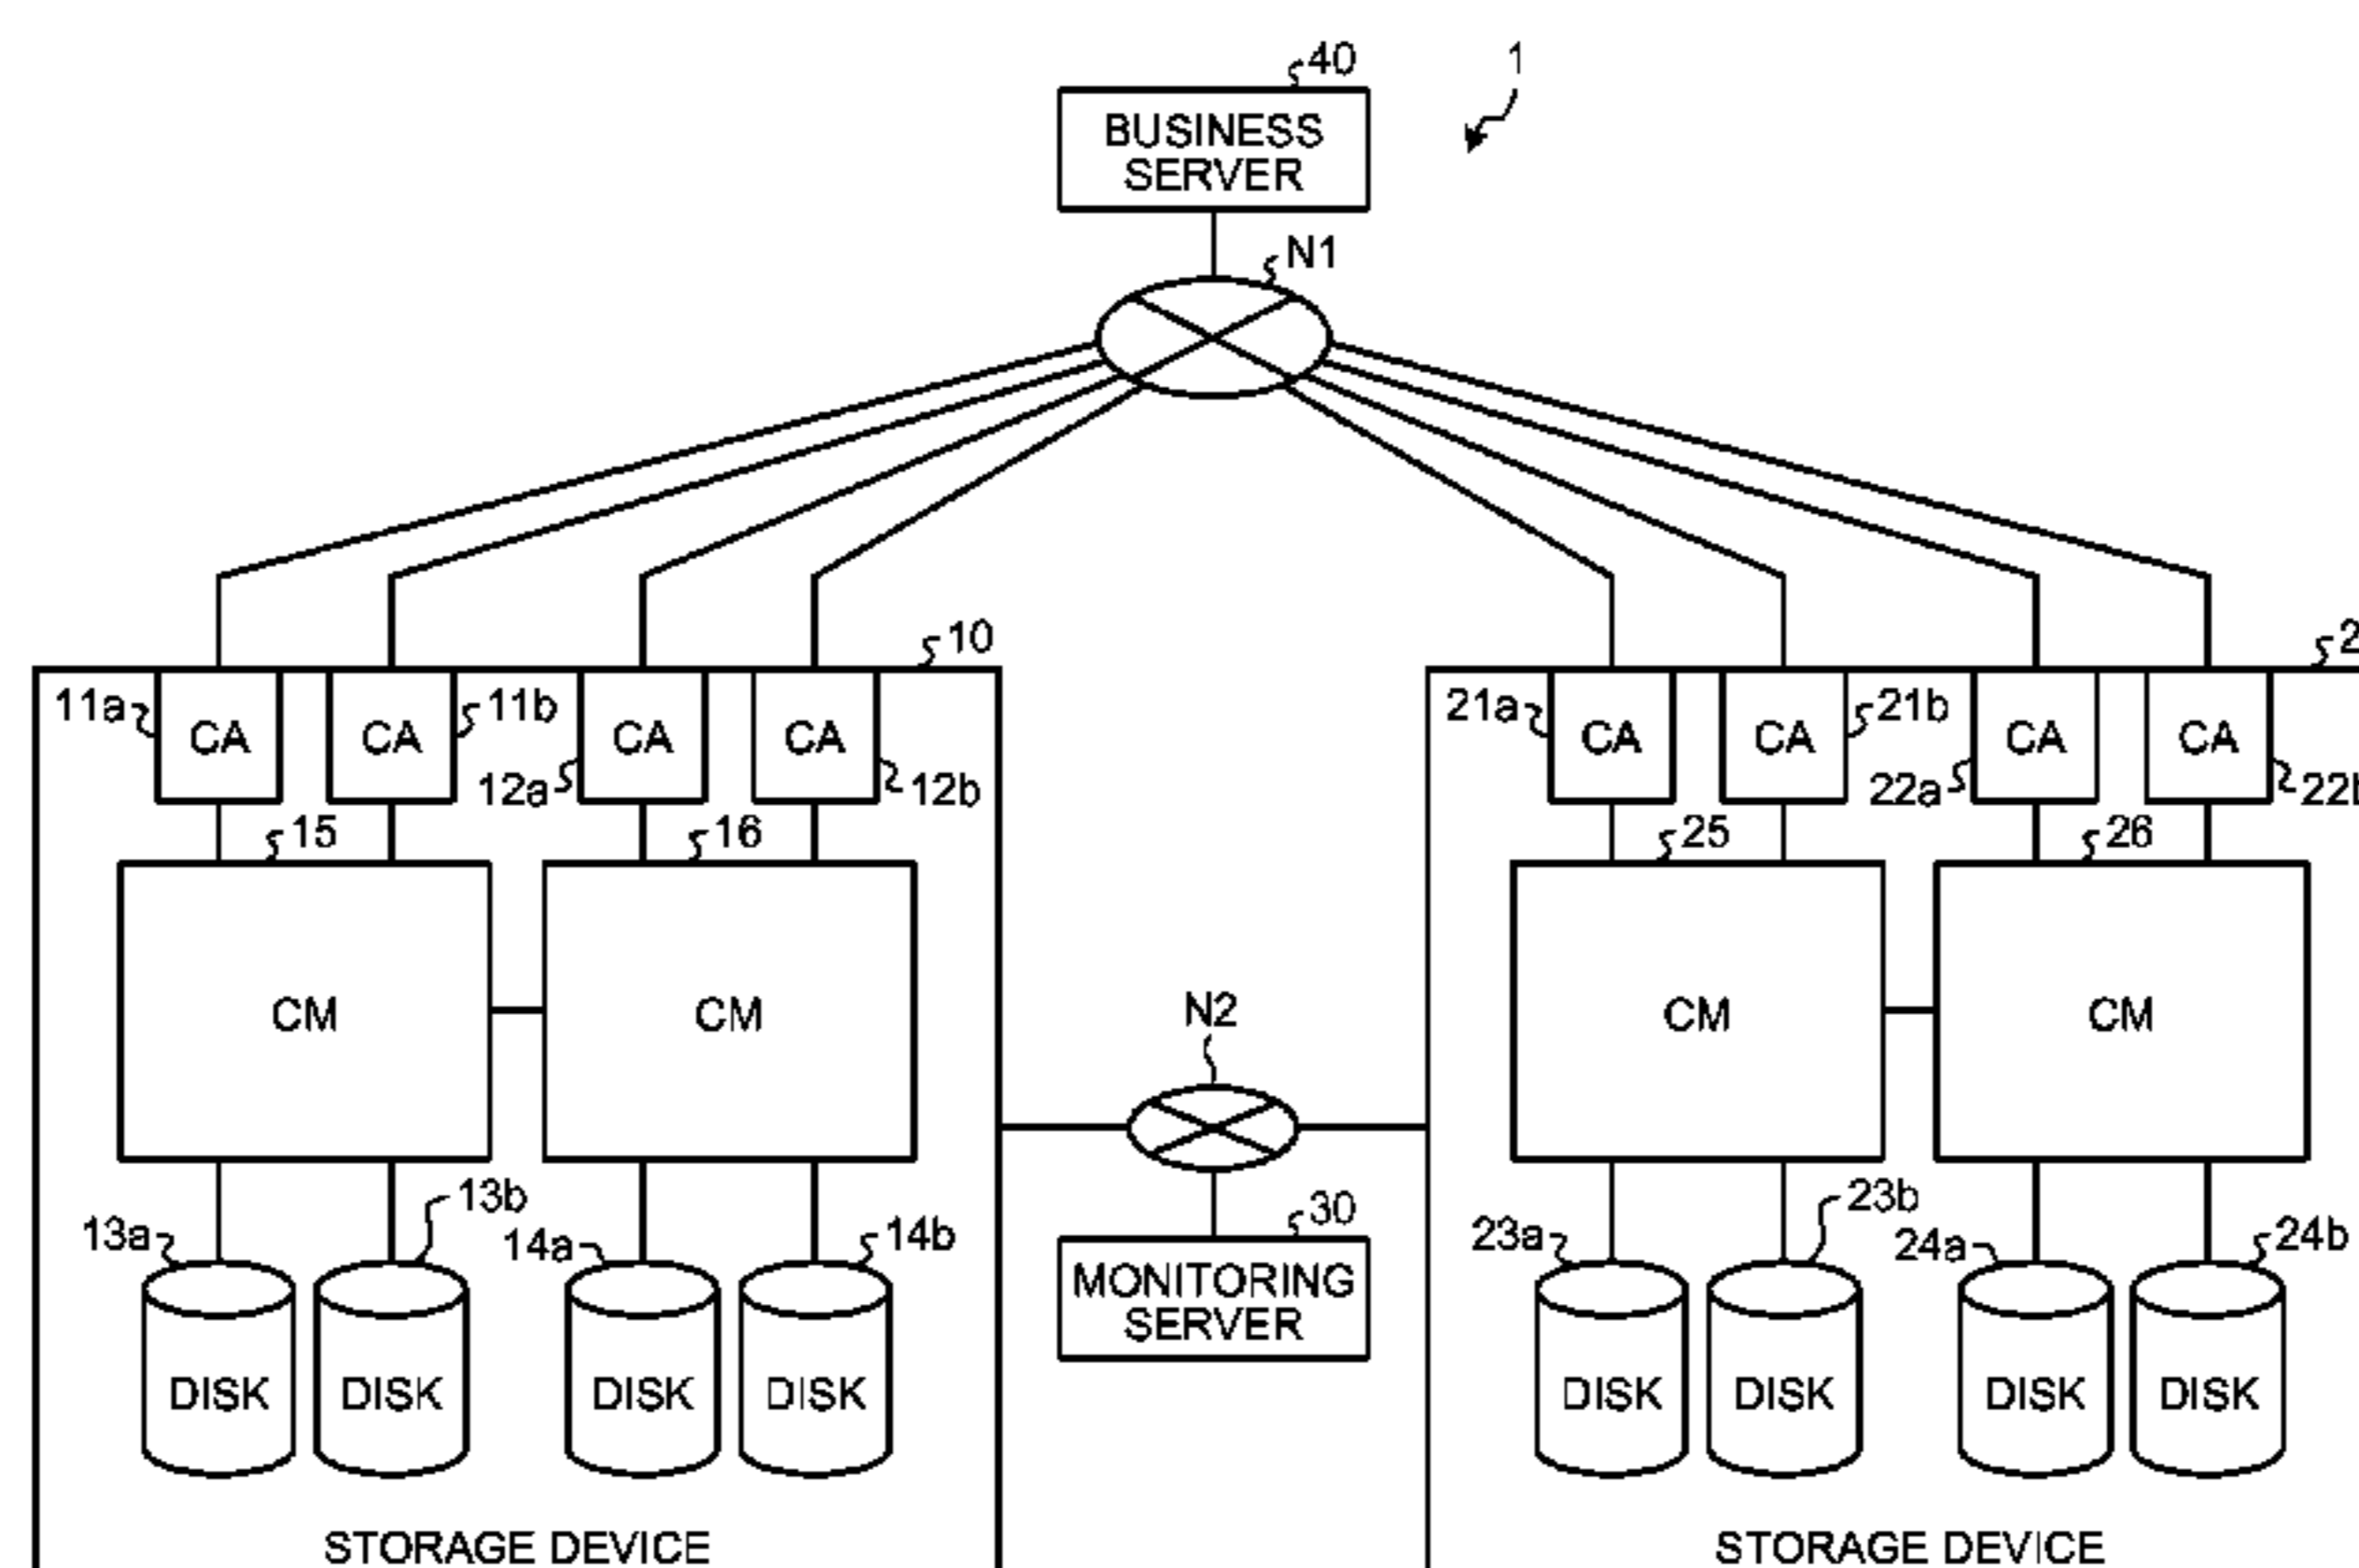 40
1
BUSINESS
SERVER
N1
10
11a
CA
CA
11b
12a
CA
CA
12b
21a
CA
CA
21b
22a
CA
CA
15
16
25
26
CM
CM
N2
CM
CM
13a
13b
14a
14b
30
23a
23b
24a
24b
MONITORING
SERVER
DISK
DISK
DISK
DISK
DISK
DISK
DISK
DISK
STORAGE DEVICE
STORAGE DEVICE